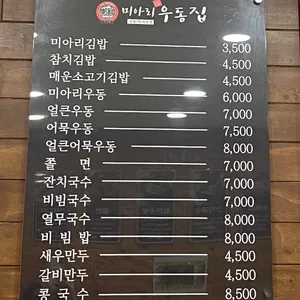 미아리우동집
미아리김밥 3,500
참치김밥 4,500
매운소고기김밥 4,500
미아리우동 6,000
얼큰우동 7,000
어묵우동 7,500
얼큰어묵우동 8,000
쫄 면 7,000
잔치국수 7,000
비빔국수 7,000
열무국수 8,000
비 빔 밥 8,000
새우만두 4,500
갈비만두 4,500
콩 국 수 8,500